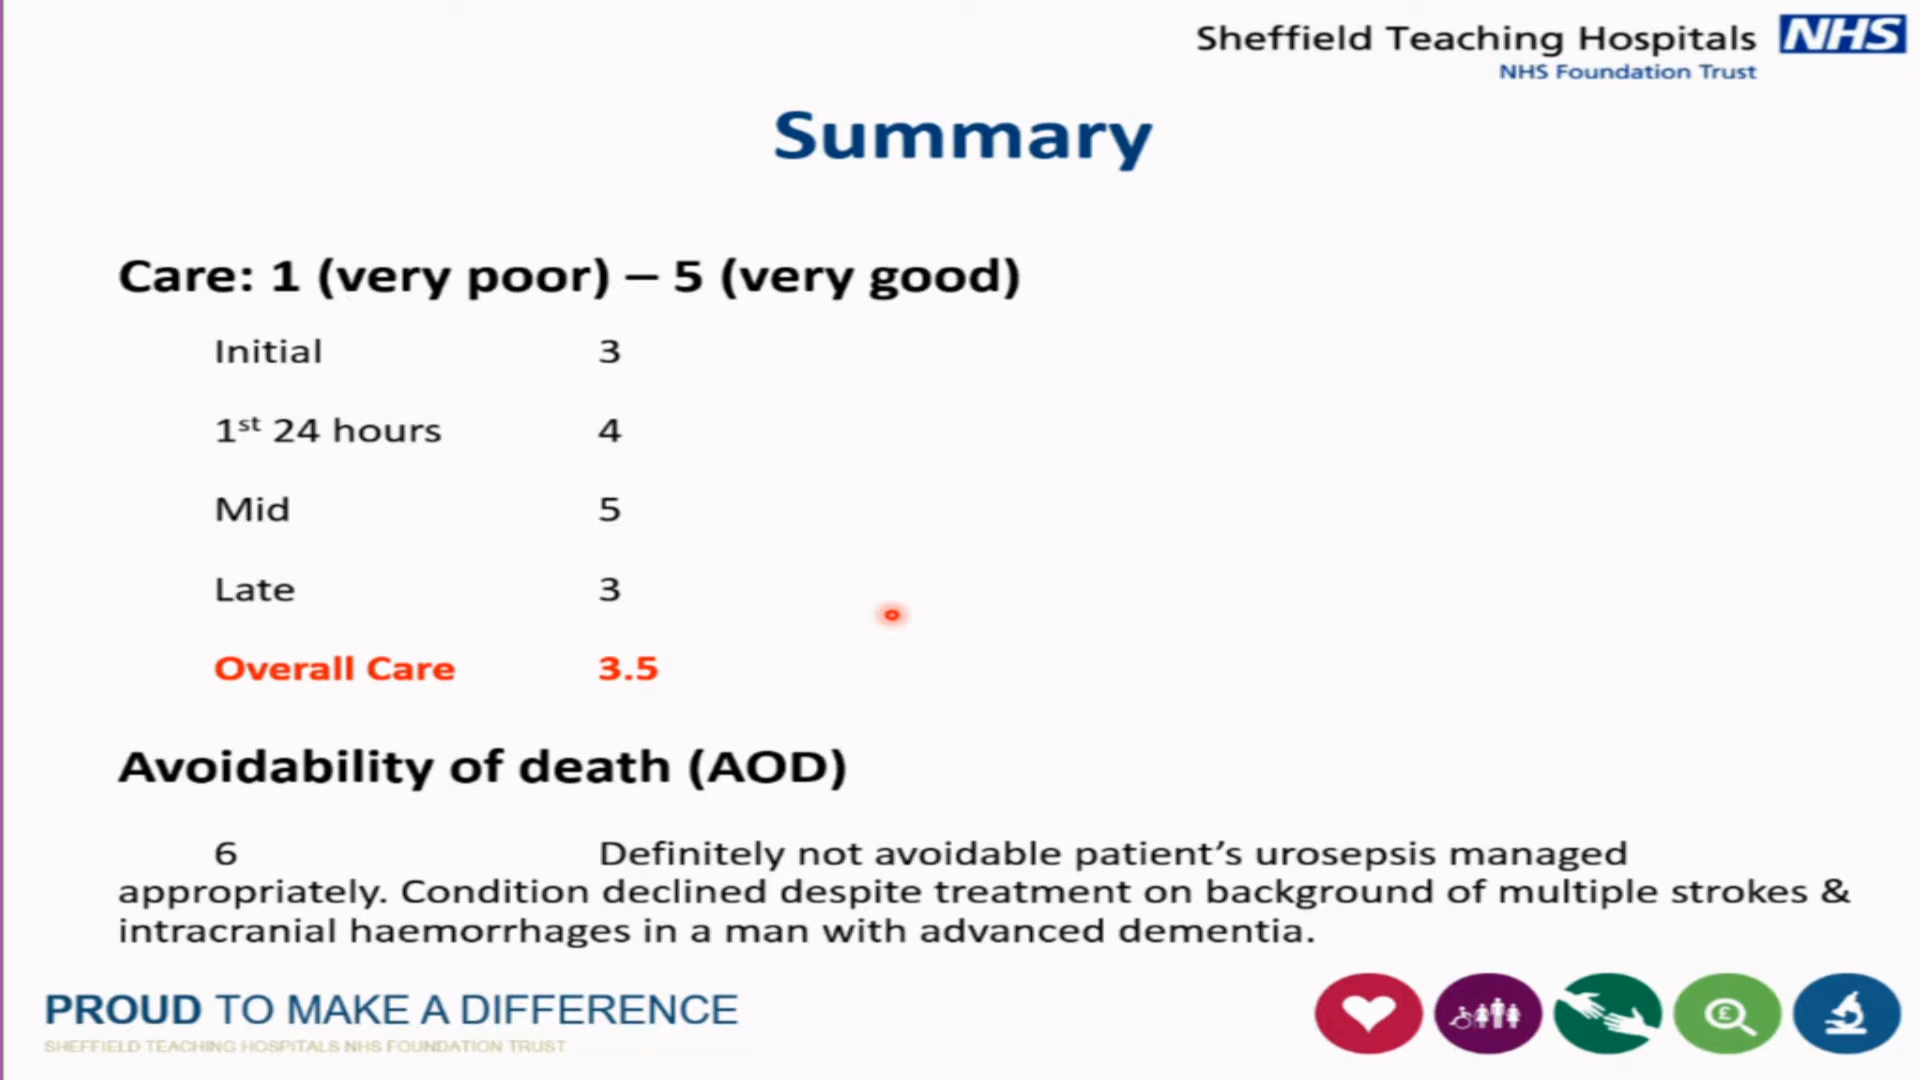 Sheffield Teaching Hospitals NHS
NHS Foundation Trust
Summary
Care: 1 (very poor) – 5 (very good)
Initial 3
1st 24 hours 4
Mid 5
Late 3
Overall Care 3.5
Avoidability of death (AOD)
6 Definitely not avoidable patient’s urosepsis managed
appropriately. Condition declined despite treatment on background of multiple strokes &
intracranial haemorrhages in a man with advanced dementia.
PROUD TO MAKE A DIFFERENCE
SHEFFIELD TEACHING HOSPITALS NHS FOUNDATION TRUST
£